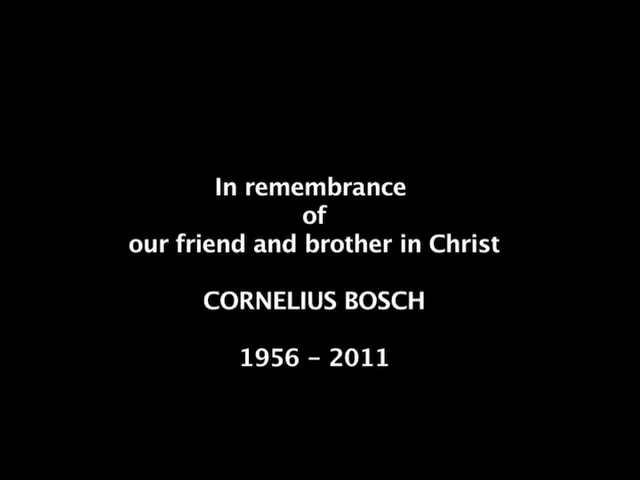 In remembrance
of
our friend and brother in Christ
CORNELIUS BOSCH
1956 – 2011